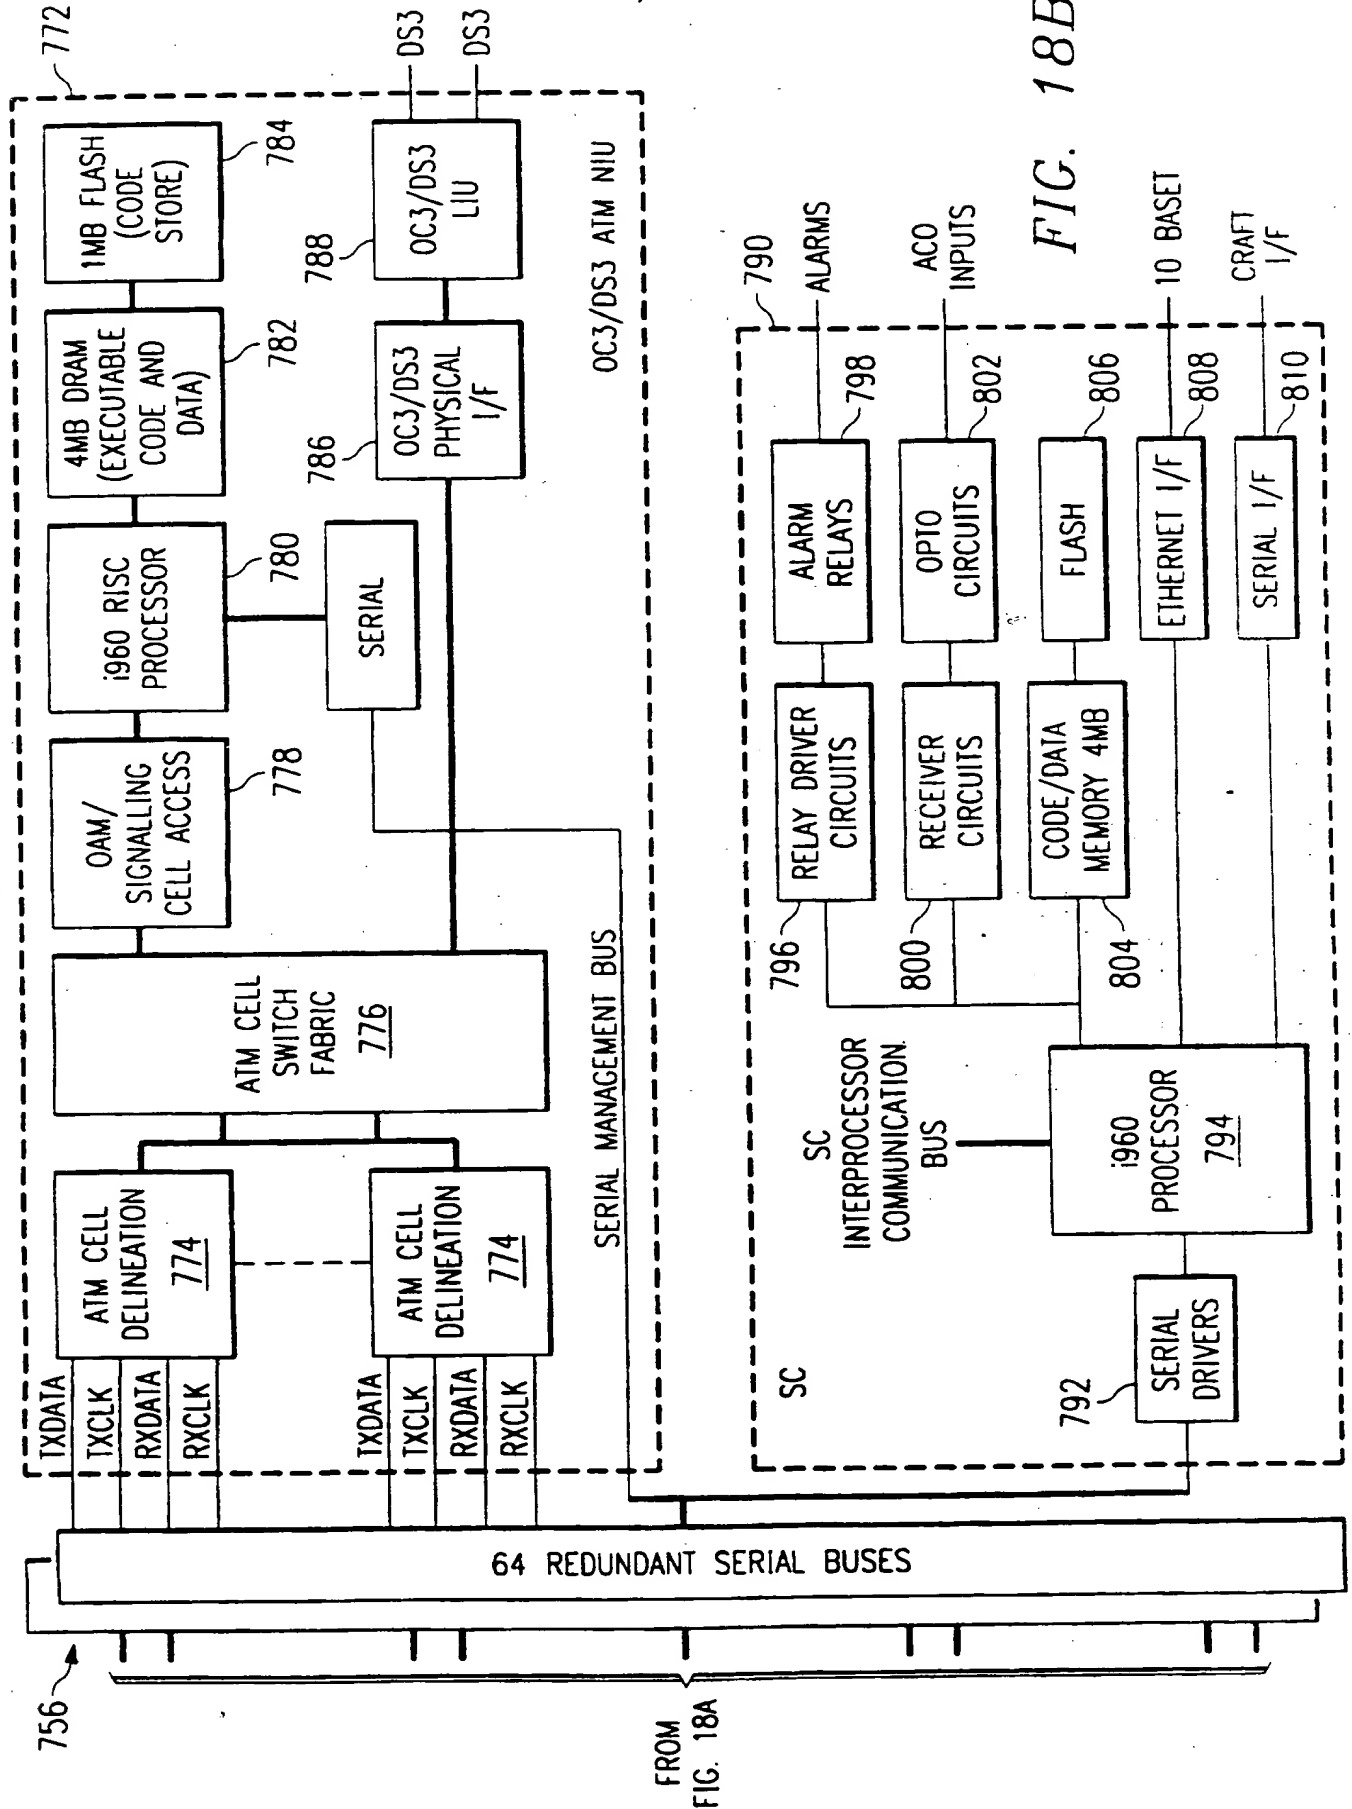 772
DS3
DS3
1MB FLASH
(CODE
STORE)
784
4MB DRAM
(EXECUTABLE
CODE AND
DATA)
782
i960 RISC
PROCESSOR
780
OAM/
SIGNALLING
CELL ACCESS
778
OC3/DS3
LIU
788
OC3/DS3
PHYSICAL
I/F
786
SERIAL
OC3/DS3 ATM NIU
ATM CELL
SWITCH
FABRIC
776
ATM CELL
DELINEATION
774
ATM CELL
DELINEATION
774
TXDATA
TXCLK
RXDATA
RXCLK
TXDATA
TXCLK
RXDATA
RXCLK
SERIAL MANAGEMENT BUS
64 REDUNDANT SERIAL BUSES
756
FROM
FIG. 18A
790
ALARMS
ACO
INPUTS
10 BASET
CRAFT
I/F
ALARM
RELAYS
798
OPTO
CIRCUITS
802
FLASH
806
ETHERNET I/F
808
SERIAL I/F
810
RELAY DRIVER
CIRCUITS
796
RECEIVER
CIRCUITS
800
CODE/DATA
MEMORY 4MB
804
SC
INTERPROCESSOR
COMMUNICATION
BUS
i960
PROCESSOR
794
SC
SERIAL
DRIVERS
792
FIG. 18B